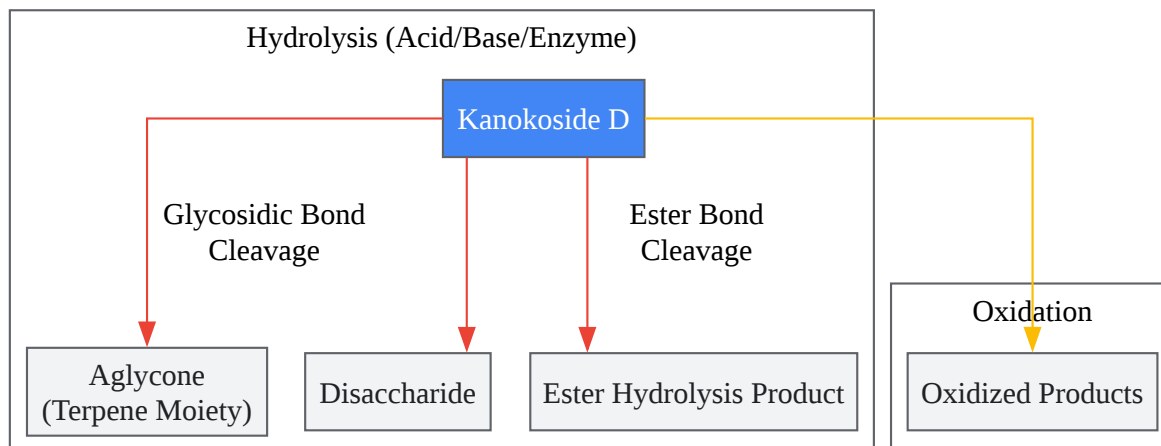 Hydrolysis (Acid/Base/Enzyme)
Kanokoside D
Glycosidic Bond
Cleavage
Ester Bond
Cleavage
Oxidation
Aglycone
(Terpene Moiety)
Disaccharide
Ester Hydrolysis Product
Oxidized Products